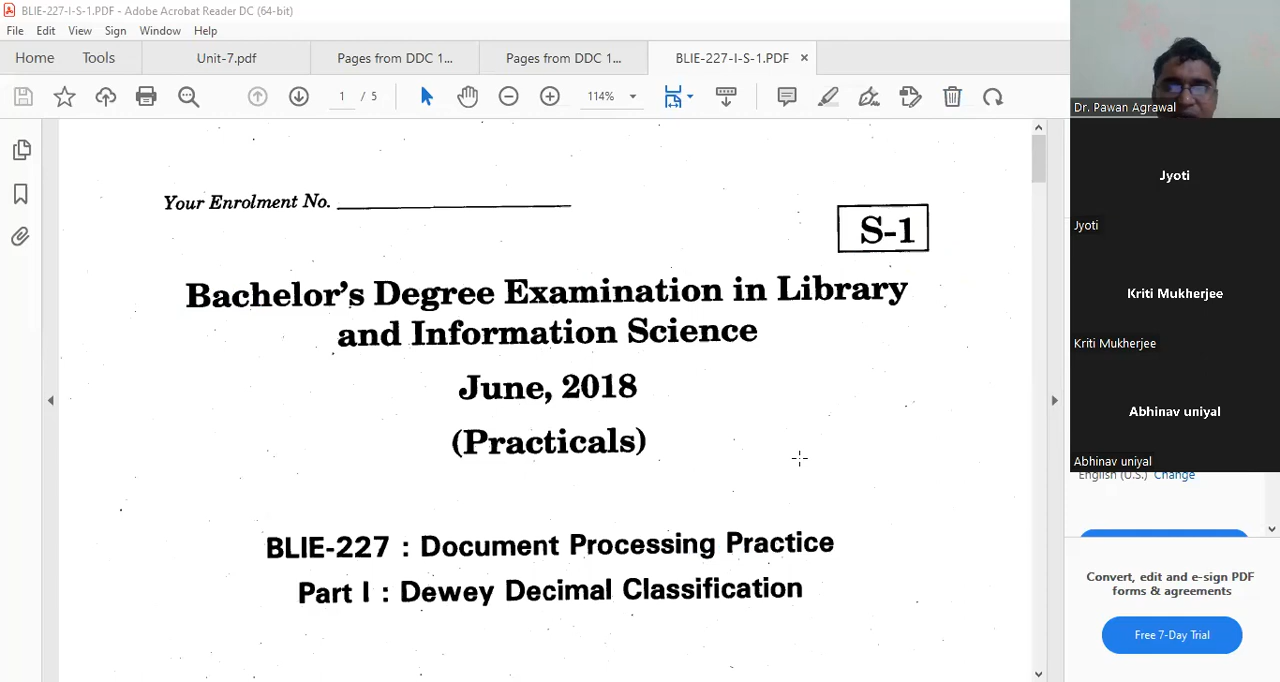 BLIE-227-I-S-1.PDF - Adobe Acrobat Reader DC (64-bit)
File Edit View Sign Window Help
Home Tools Unit-7.pdf Pages from DDC 1... Pages from DDC 1... BLIE-227-I-S-1.PDF ×
1 / 5 114%
Your Enrolment No.
S-1
Bachelor's Degree Examination in Library
and Information Science
June, 2018
(Practicals)
BLIE-227 : Document Processing Practice
Part I : Dewey Decimal Classification
Dr. Pawan Agrawal
Jyoti
Jyoti
Kriti Mukherjee
Kriti Mukherjee
Abhinav uniyal
Abhinav uniyal
English (U.S.) Change
Convert, edit and e-sign PDF
forms & agreements
Free 7-Day Trial